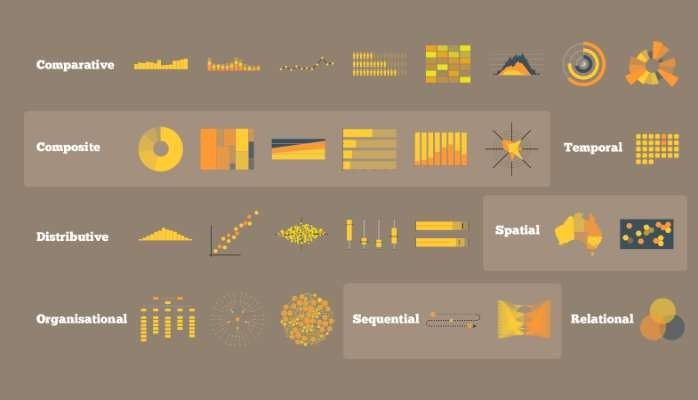 Comparative
Composite
Temporal
Distributive
Spatial
Organisational
Sequential
Relational